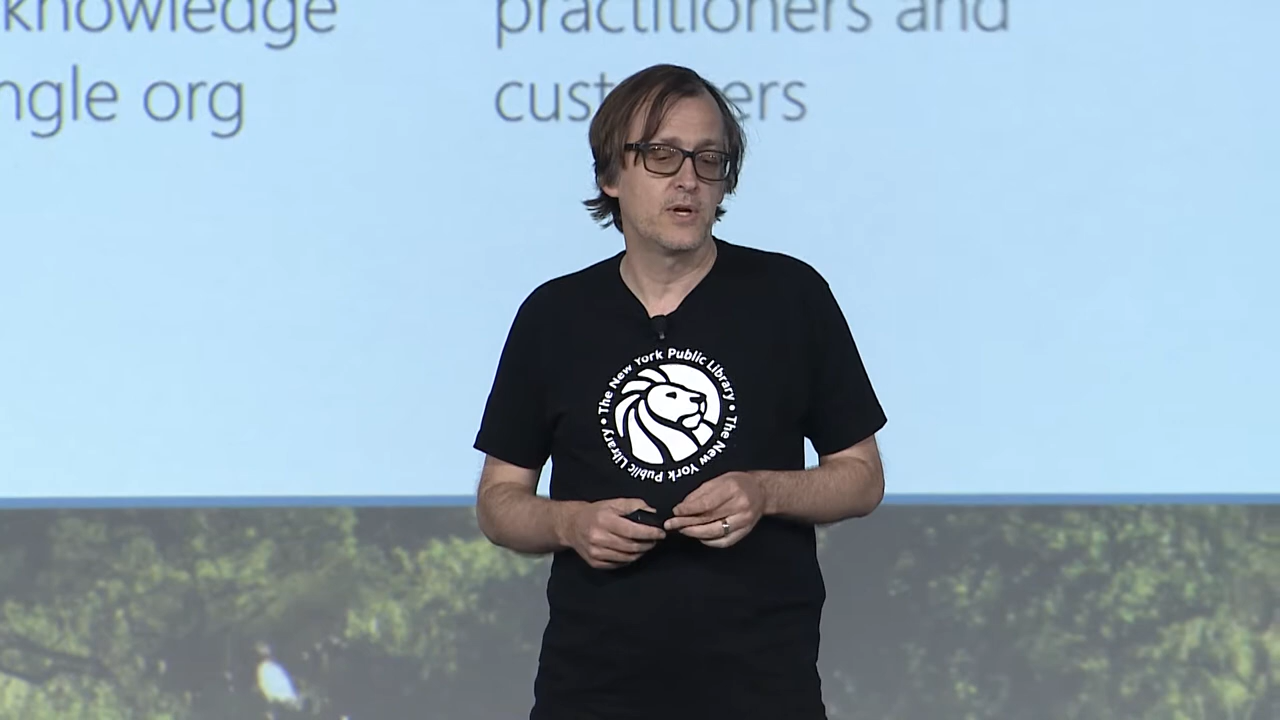 knowledge
ngle org
practitioners and
cust ers
The New York Public Library • The New York Public Library •